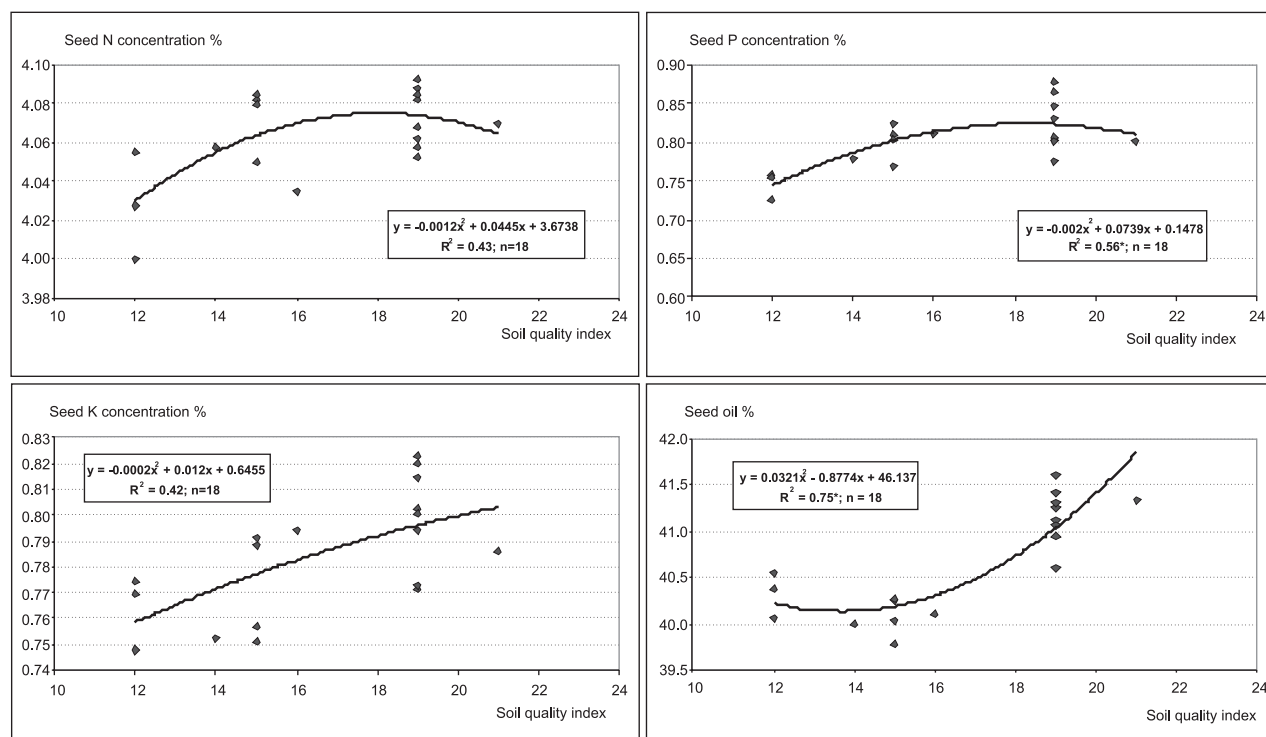 Seed N concentration %
4.10
4.08
4.06
4.04
4.02
4.00
3.98
y = -0.0012x² + 0.0445x + 3.6738
R² = 0.43; n=18
10 12 14 16 18 20 22 24
Soil quality index
Seed P concentration %
0.90
0.85
0.80
0.75
0.70
0.65
0.60
y = -0.002x² + 0.0739x + 0.1478
R² = 0.56*; n = 18
10 12 14 16 18 20 22 24
Soil quality index
Seed K concentration %
0.83
0.82
0.81
0.80
0.79
0.78
0.77
0.76
0.75
0.74
y = -0.0002x² + 0.012x + 0.6455
R² = 0.42; n=18
10 12 14 16 18 20 22 24
Soil quality index
Seed oil %
42.0
41.5
41.0
40.5
40.0
39.5
y = 0.0321x² - 0.8774x + 46.137
R² = 0.75*; n = 18
10 12 14 16 18 20 22 24
Soil quality index